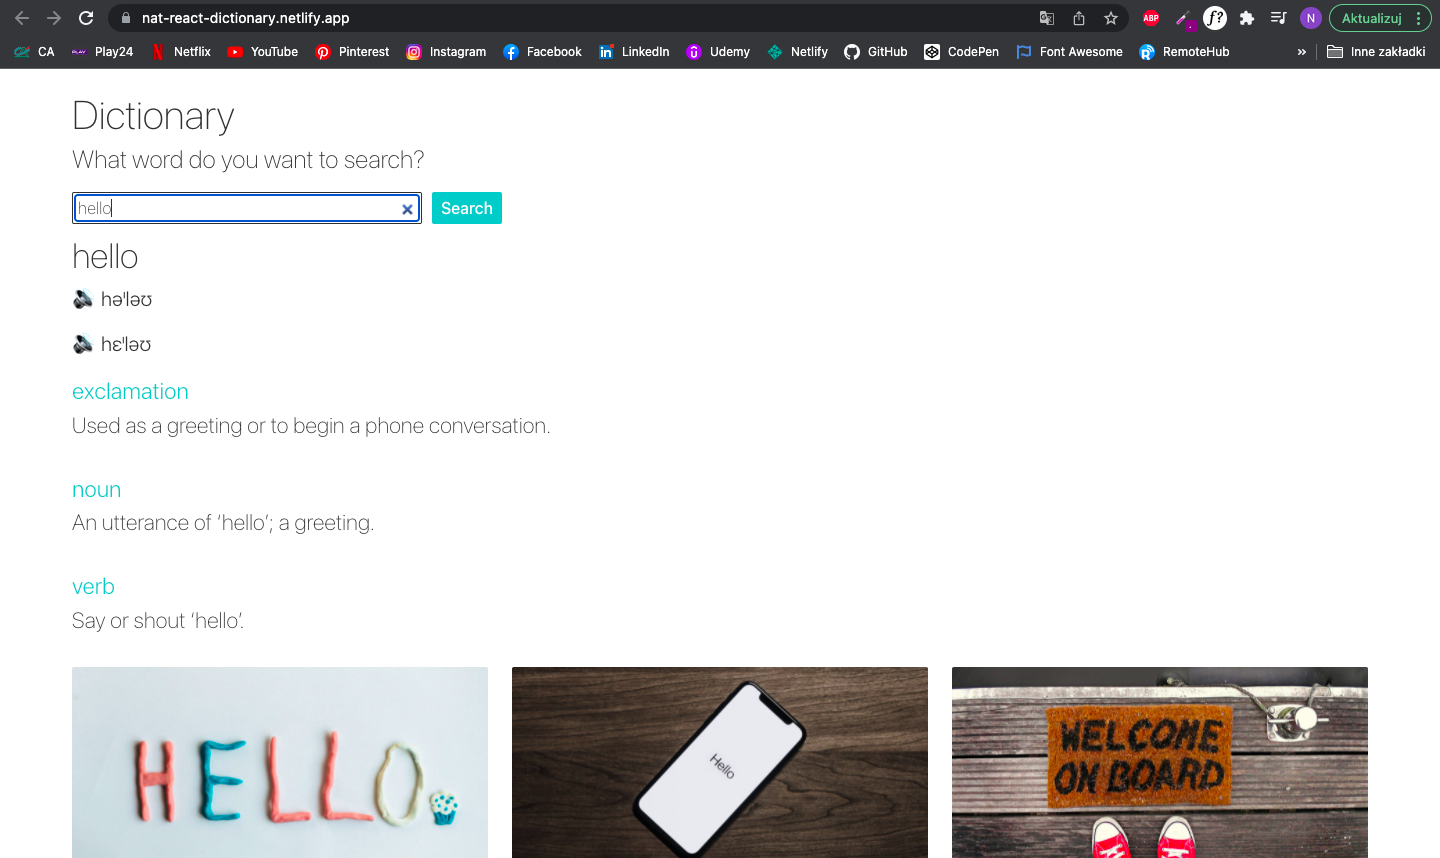 nat-react-dictionary.netlify.app
ABP
f?
N
Aktualizuj
CA
PLAY Play24
Netflix
YouTube
Pinterest
Instagram
Facebook
LinkedIn
Udemy
Netlify
GitHub
CodePen
Font Awesome
RemoteHub
»
Inne zakładki
Dictionary
What word do you want to search?
hello
Search
hello
həˈləʊ
hɛˈləʊ
exclamation
Used as a greeting or to begin a phone conversation.
noun
An utterance of ‘hello’; a greeting.
verb
Say or shout ‘hello’.
HELLO.
Hello
WELCOME
ON BOARD